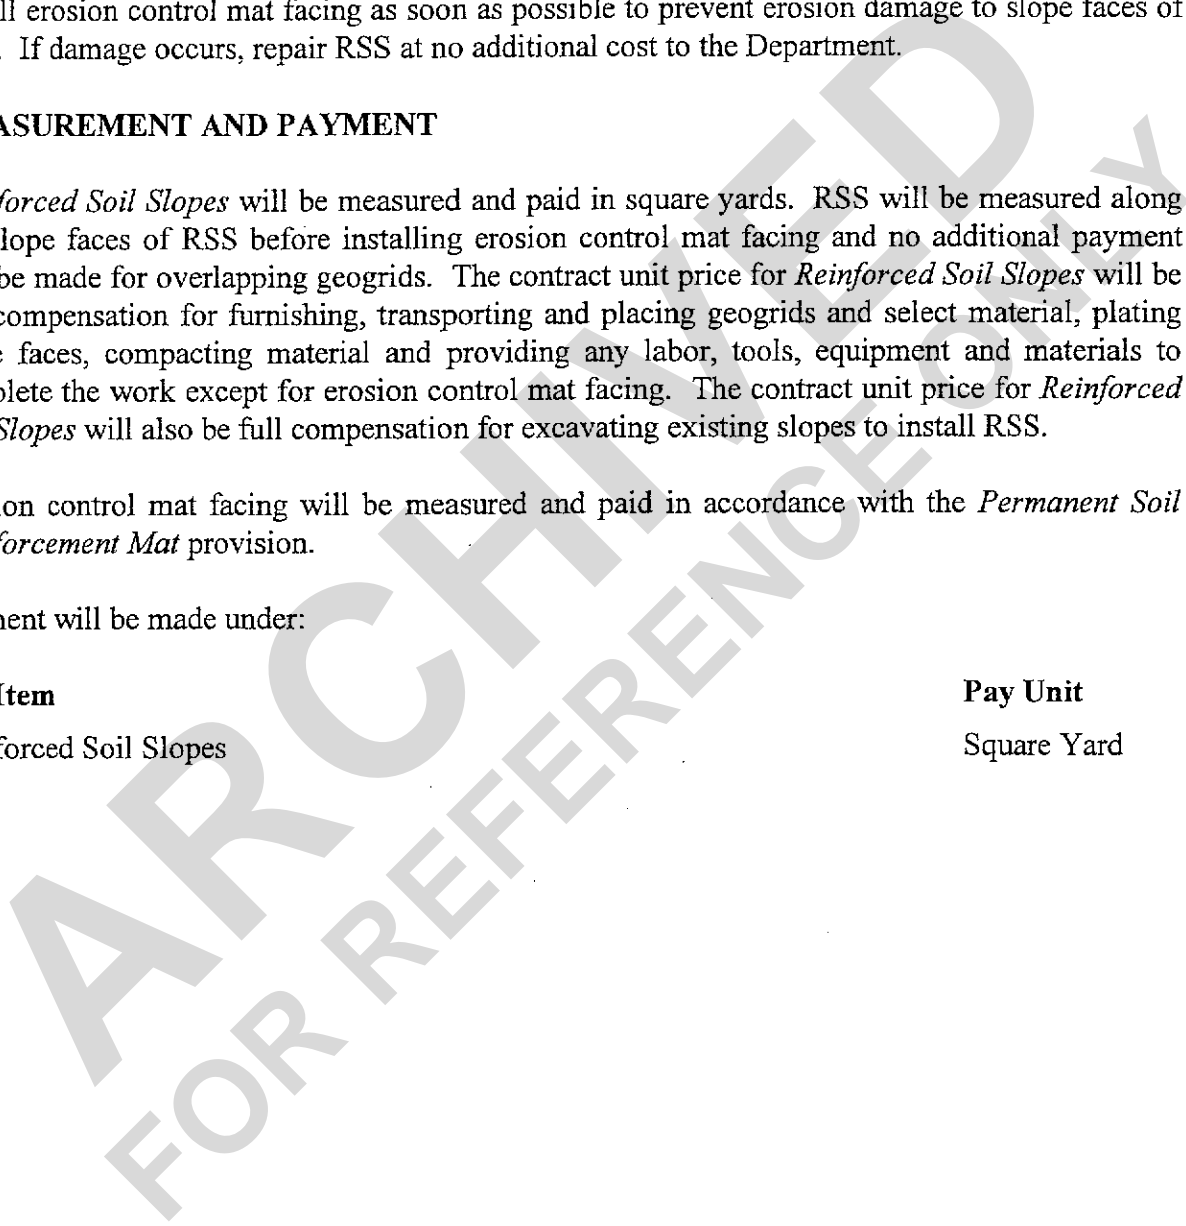 ll erosion control mat facing as soon as possible to prevent erosion damage to slope faces of
. If damage occurs, repair RSS at no additional cost to the Department.
ASUREMENT AND PAYMENT
forced Soil Slopes will be measured and paid in square yards. RSS will be measured along
lope faces of RSS before installing erosion control mat facing and no additional payment
be made for overlapping geogrids. The contract unit price for Reinforced Soil Slopes will be
compensation for furnishing, transporting and placing geogrids and select material, plating
e faces, compacting material and providing any labor, tools, equipment and materials to
plete the work except for erosion control mat facing. The contract unit price for Reinforced
Slopes will also be full compensation for excavating existing slopes to install RSS.
ion control mat facing will be measured and paid in accordance with the Permanent Soil
forcement Mat provision.
ment will be made under:
Item Pay Unit
forced Soil Slopes Square Yard
ARCHIVED
FOR REFERENCE ONLY